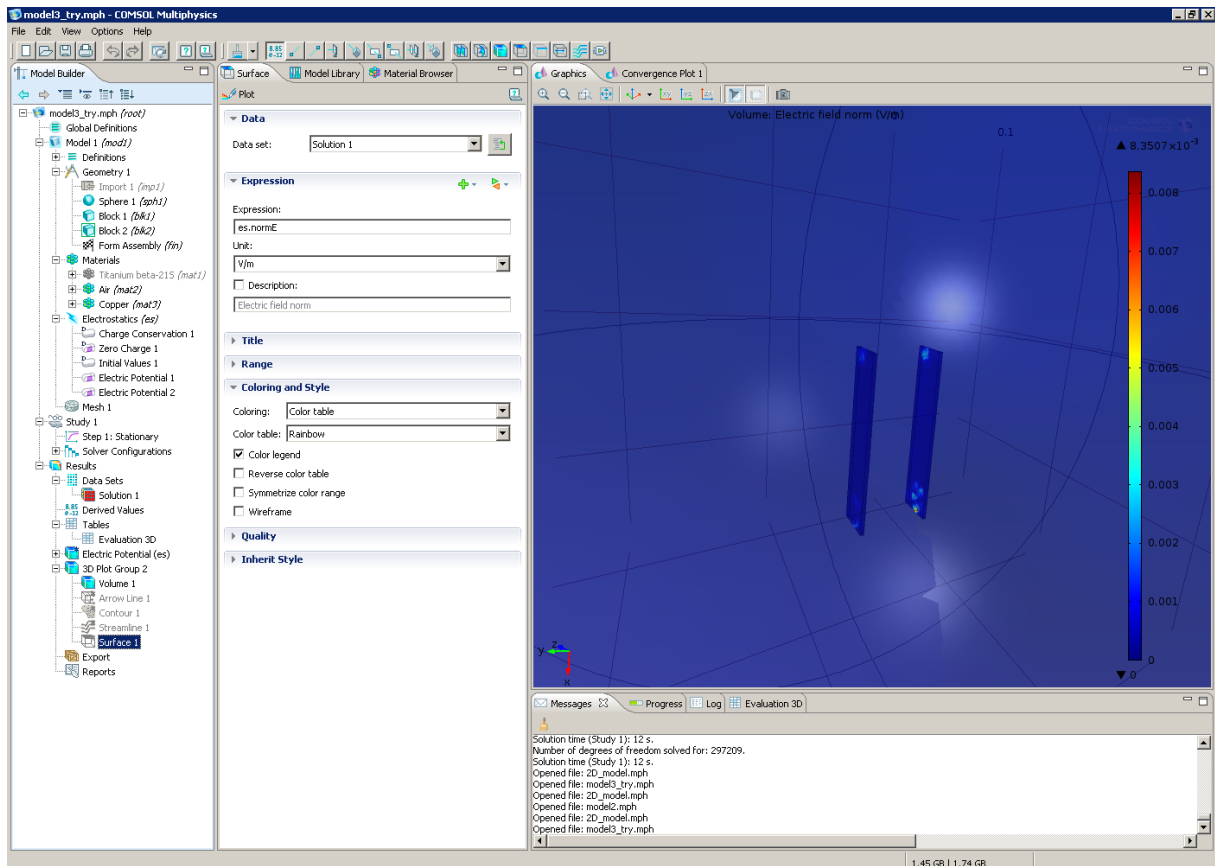 model3_try.mph - COMSOL Multiphysics
File Edit View Options Help
8.85
e-12
Model Builder
model3_try.mph (root)
Global Definitions
Model 1 (mod1)
Definitions
Geometry 1
Import 1 (imp1)
Sphere 1 (sph1)
Block 1 (blk1)
Block 2 (blk2)
Form Assembly (fin)
Materials
Titanium beta-21S (mat1)
Air (mat2)
Copper (mat3)
Electrostatics (es)
Charge Conservation 1
Zero Charge 1
Initial Values 1
Electric Potential 1
Electric Potential 2
Mesh 1
Study 1
Step 1: Stationary
Solver Configurations
Results
Data Sets
Solution 1
8.85
e-12
Derived Values
Tables
Evaluation 3D
Electric Potential (es)
3D Plot Group 2
Volume 1
Arrow Line 1
Contour 1
Streamline 1
Surface 1
Export
Reports
Surface Model Library Material Browser
Plot
Data
Data set: Solution 1
Expression
Expression:
es.normE
Unit:
V/m
Description:
Electric field norm
Title
Range
Coloring and Style
Coloring: Color table
Color table: Rainbow
Color legend
Reverse color table
Symmetrize color range
Wireframe
Quality
Inherit Style
Graphics Convergence Plot 1
Volume: Electric field norm (V/m)
0.1
▲ 8.3507×10⁻³
0.008
0.007
0.006
0.005
0.004
0.003
0.002
0.001
0
▼ 0
y z
x
Messages Progress Log Evaluation 3D
Solution time (Study 1): 12 s.
Number of degrees of freedom solved for: 297209.
Solution time (Study 1): 12 s.
Opened file: 2D_model.mph
Opened file: model3_try.mph
Opened file: 2D_model.mph
Opened file: model2.mph
Opened file: 2D_model.mph
Opened file: model3_try.mph
1.45 GB | 1.74 GB